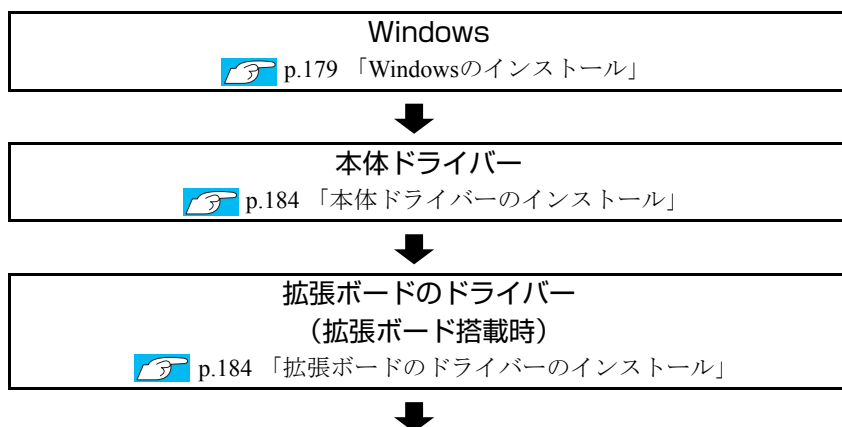 Windows
p.179 「Windowsのインストール」
本体ドライバー
p.184 「本体ドライバーのインストール」
拡張ボードのドライバー
（拡張ボード搭載時）
p.184 「拡張ボードのドライバーのインストール」